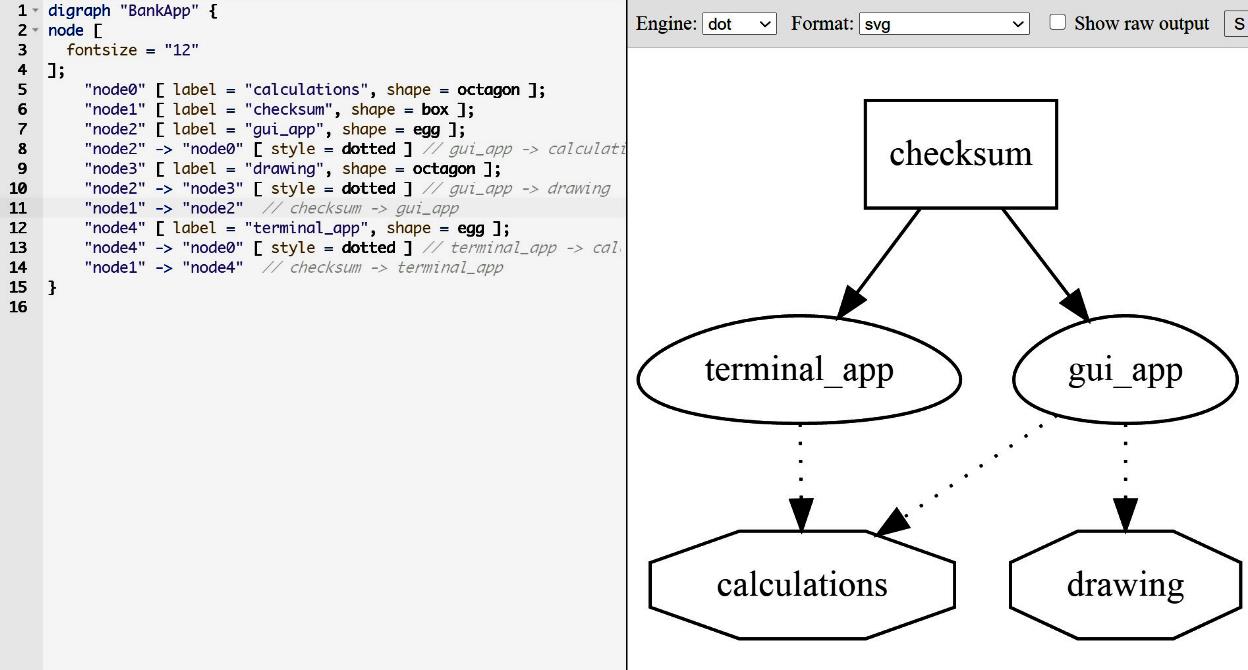 1 digraph "BankApp" {
2 node [
3 fontsize = "12"
4 ];
5 "node0" [ label = "calculations", shape = octagon ];
6 "node1" [ label = "checksum", shape = box ];
7 "node2" [ label = "gui_app", shape = egg ];
8 "node2" -> "node0" [ style = dotted ] // gui_app -> calculati
9 "node3" [ label = "drawing", shape = octagon ];
10 "node2" -> "node3" [ style = dotted ] // gui_app -> drawing
11 "node1" -> "node2" // checksum -> gui_app
12 "node4" [ label = "terminal_app", shape = egg ];
13 "node4" -> "node0" [ style = dotted ] // terminal_app -> cal
14 "node1" -> "node4" // checksum -> terminal_app
15 }
16
Engine: dot Format: svg Show raw output S
checksum
terminal_app gui_app
calculations drawing